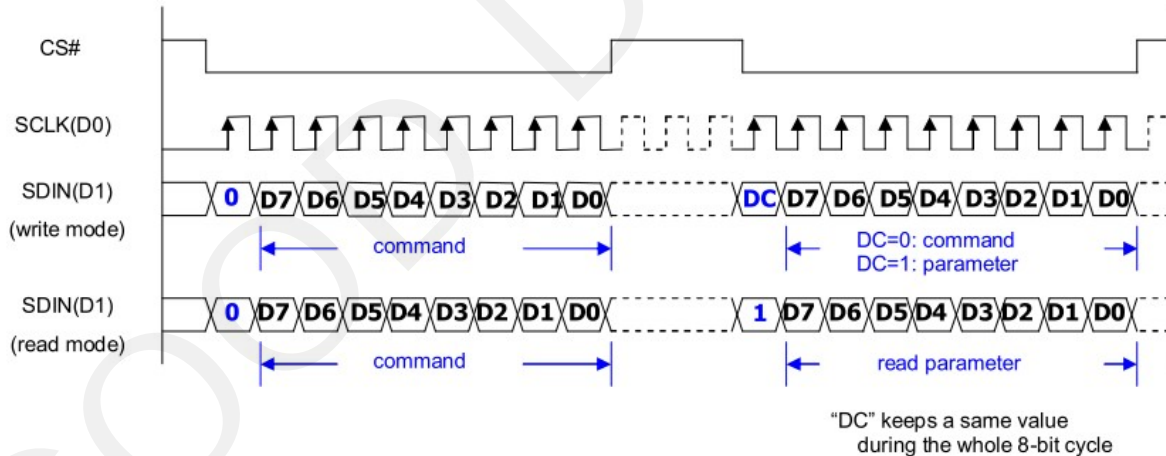 CS#
SCLK(D0)
SDIN(D1) 0 D7 D6 D5 D4 D3 D2 D1 D0 DC D7 D6 D5 D4 D3 D2 D1 D0
(write mode) command DC=0: command
DC=1: parameter
SDIN(D1) 0 D7 D6 D5 D4 D3 D2 D1 D0 1 D7 D6 D5 D4 D3 D2 D1 D0
(read mode) command read parameter
“DC” keeps a same value
during the whole 8-bit cycle